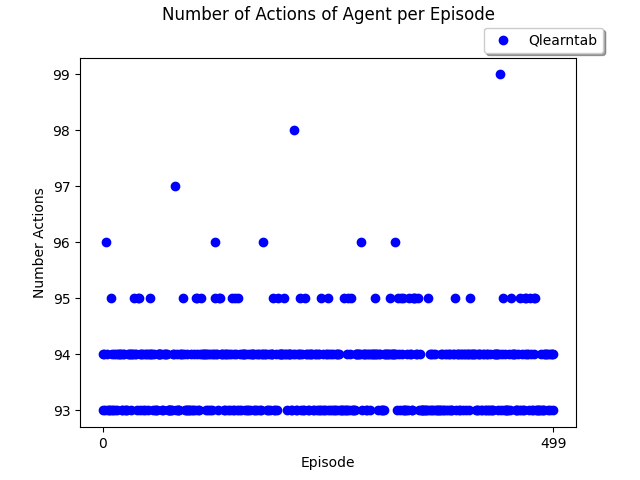 Number of Actions of Agent per Episode
Qlearntab
99
98
97
96
95
94
93
Number Actions
0
499
Episode